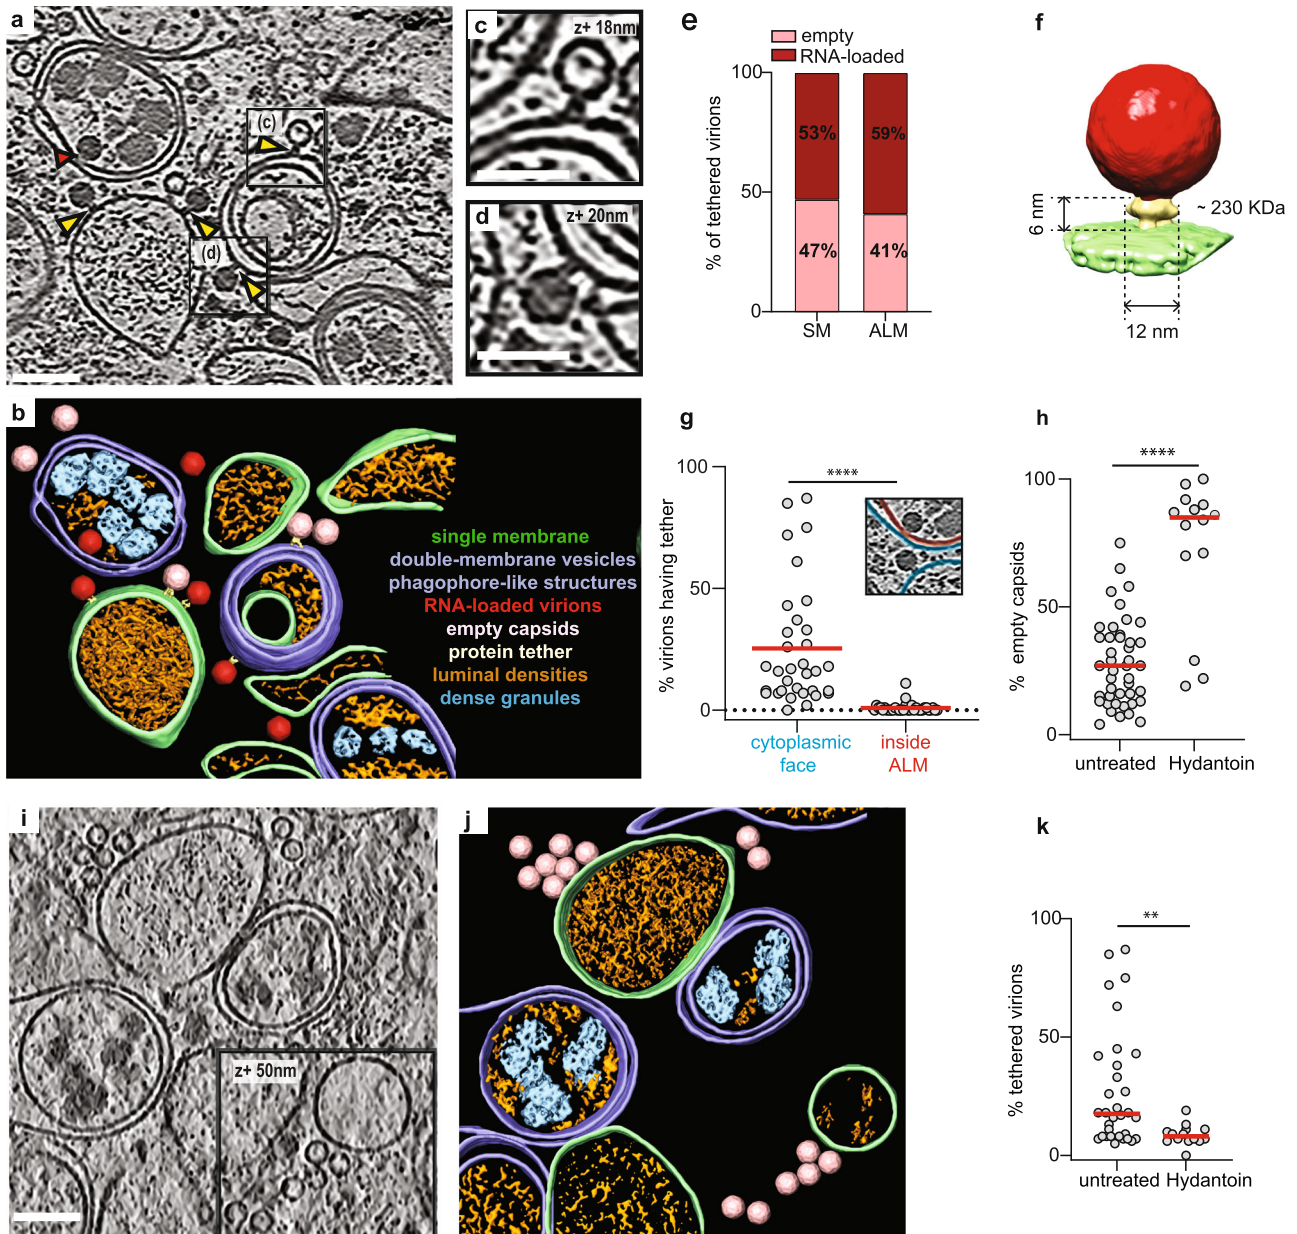 a
(c)
(d)
c
z+ 18nm
d
z+ 20nm
e
empty
RNA-loaded
% of tethered virions
100
50
0
53%
59%
47%
41%
SM
ALM
f
6 nm
~ 230 KDa
12 nm
b
single membrane
double-membrane vesicles
phagophore-like structures
RNA-loaded virions
empty capsids
protein tether
luminal densities
dense granules
g
% virions having tether
100
50
0
****
cytoplasmic
face
inside
ALM
h
% empty capsids
100
50
0
****
untreated
Hydantoin
i
z+ 50nm
j
k
% tethered virions
100
50
0
**
untreated
Hydantoin